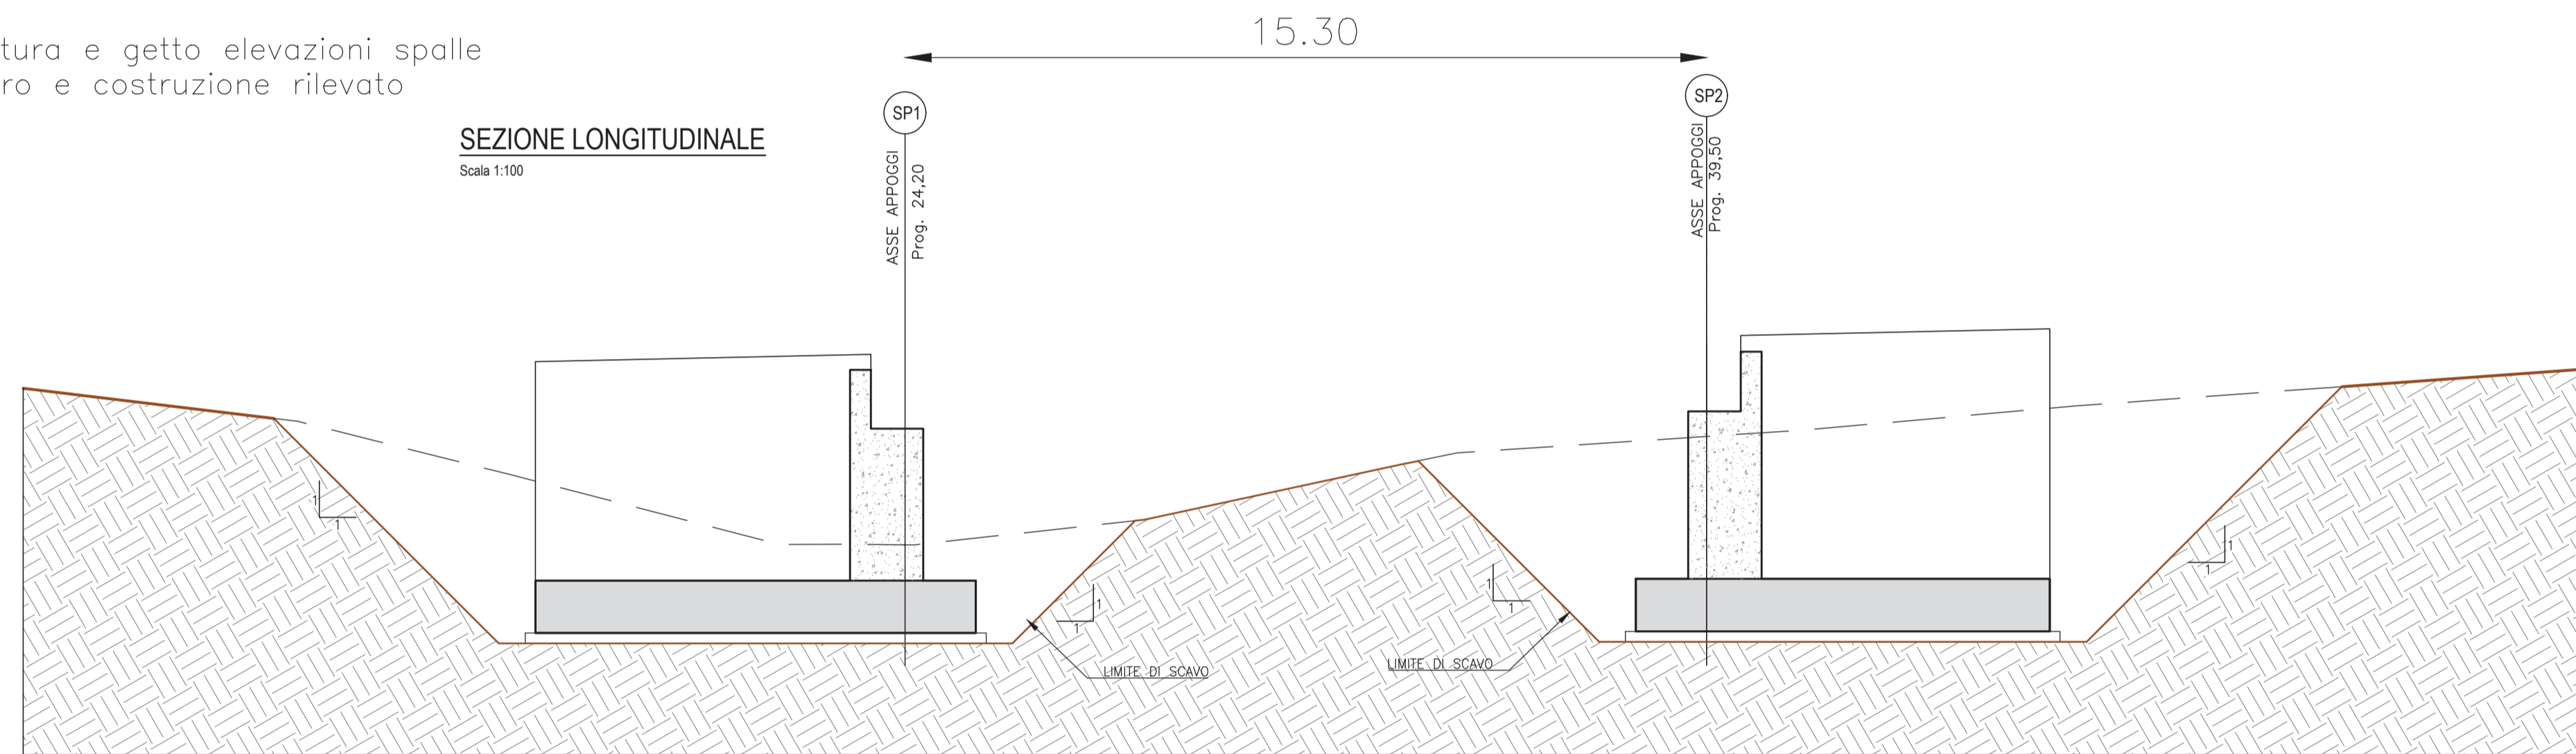 15.30
tura e getto elevazioni spalle
ro e costruzione rilevato
SEZIONE LONGITUDINALE
Scala 1:100
SP1
ASSE APPOGGI
Prog. 24,20
SP2
ASSE APPOGGI
Prog. 39,50
1
1
1
1
1
1
1
1
LIMITE DI SCAVO
LIMITE DI SCAVO